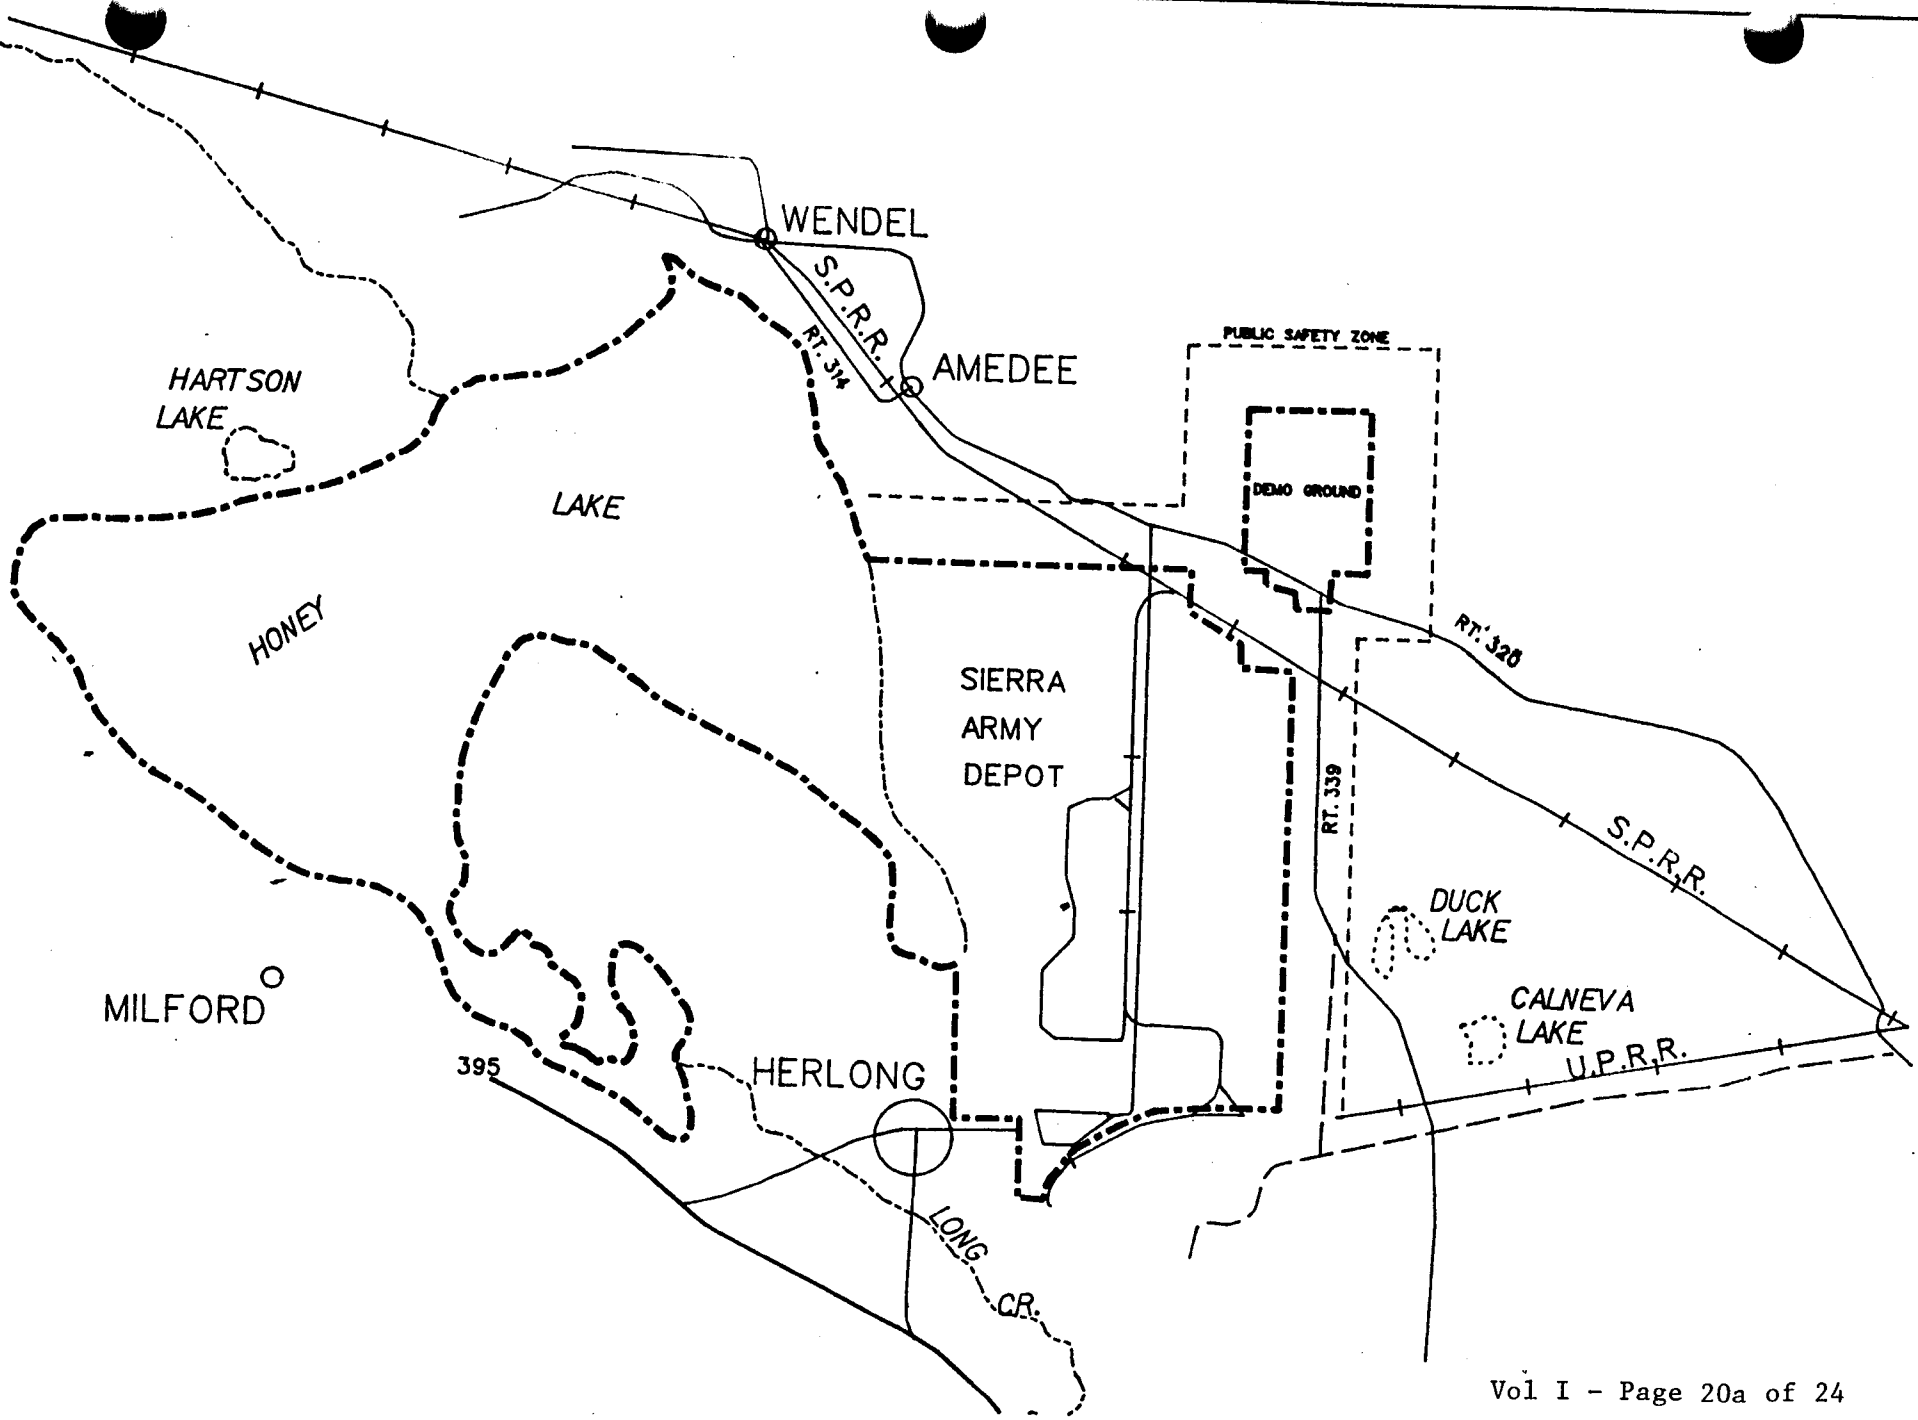 WENDEL
S.P.R.R.
RT. 314
AMEDEE
PUBLIC SAFETY ZONE
DEMO GROUND
HARTSON
LAKE
LAKE
HONEY
SIERRA
ARMY
DEPOT
RT. 320
RT. 339
S.P.R.R.
DUCK
LAKE
CALNEVA
LAKE
U.P.R.R.
MILFORD
395
HERLONG
LONG
CR.
Vol I - Page 20a of 24